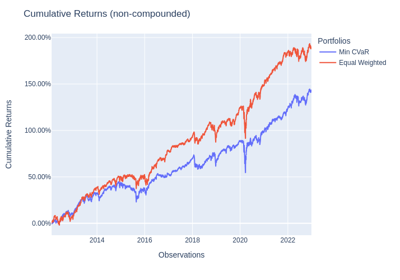 Cumulative Returns (non-compounded)
Portfolios
Min CVaR
Equal Weighted
200.00%
150.00%
100.00%
50.00%
0.00%
Cumulative Returns
2014
2016
2018
2020
2022
Observations